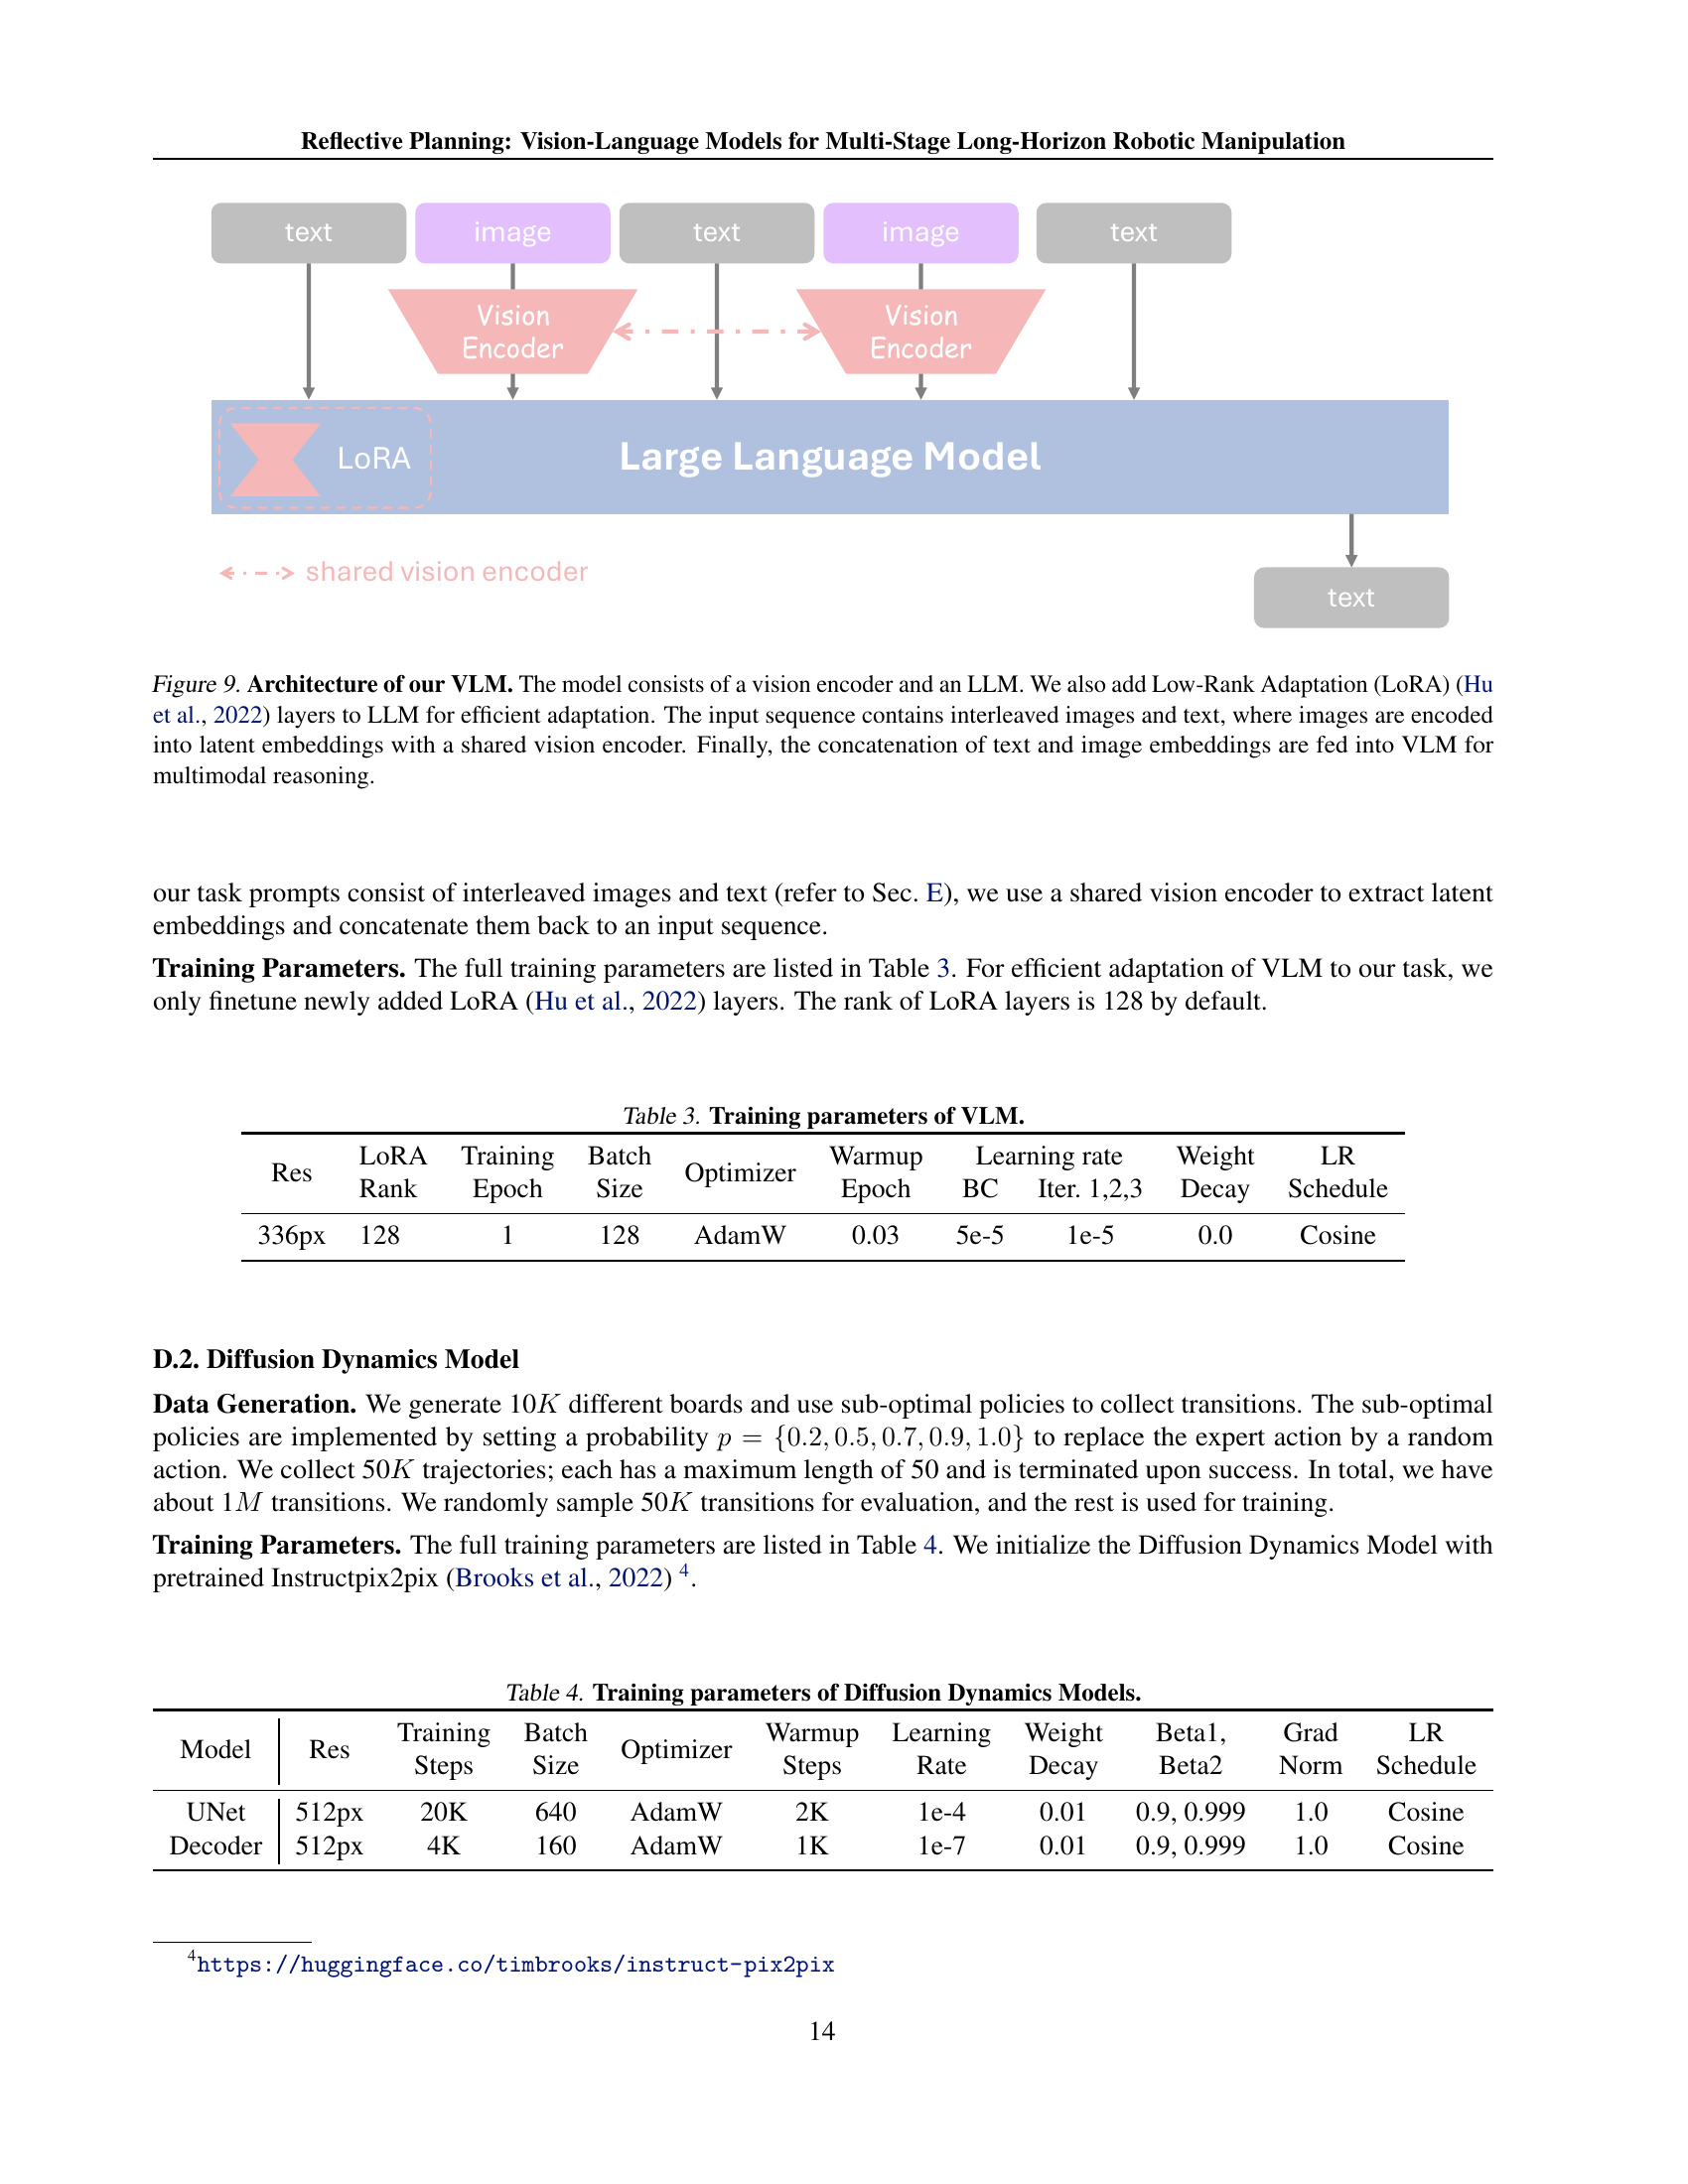 Reflective Planning: Vision-Language Models for Multi-Stage Long-Horizon Robotic Manipulation
text image text image text
Vision Encoder Vision Encoder
LoRA Large Language Model
shared vision encoder
text
Figure 9. Architecture of our VLM. The model consists of a vision encoder and an LLM. We also add Low-Rank Adaptation (LoRA) (Hu
et al., 2022) layers to LLM for efficient adaptation. The input sequence contains interleaved images and text, where images are encoded
into latent embeddings with a shared vision encoder. Finally, the concatenation of text and image embeddings are fed into VLM for
multimodal reasoning.
our task prompts consist of interleaved images and text (refer to Sec. E), we use a shared vision encoder to extract latent
embeddings and concatenate them back to an input sequence.
Training Parameters. The full training parameters are listed in Table 3. For efficient adaptation of VLM to our task, we
only finetune newly added LoRA (Hu et al., 2022) layers. The rank of LoRA layers is 128 by default.
Table 3. Training parameters of VLM.
Res LoRA Rank Training Epoch Batch Size Optimizer Warmup Epoch Learning rate BC Iter. 1,2,3 Weight Decay LR Schedule
336px 128 1 128 AdamW 0.03 5e-5 1e-5 0.0 Cosine
D.2. Diffusion Dynamics Model
Data Generation. We generate 10K different boards and use sub-optimal policies to collect transitions. The sub-optimal
policies are implemented by setting a probability p = {0.2, 0.5, 0.7, 0.9, 1.0} to replace the expert action by a random
action. We collect 50K trajectories; each has a maximum length of 50 and is terminated upon success. In total, we have
about 1M transitions. We randomly sample 50K transitions for evaluation, and the rest is used for training.
Training Parameters. The full training parameters are listed in Table 4. We initialize the Diffusion Dynamics Model with
pretrained Instructpix2pix (Brooks et al., 2022) 4.
Table 4. Training parameters of Diffusion Dynamics Models.
Model Res Training Steps Batch Size Optimizer Warmup Steps Learning Rate Weight Decay Beta1, Beta2 Grad Norm LR Schedule
UNet 512px 20K 640 AdamW 2K 1e-4 0.01 0.9, 0.999 1.0 Cosine
Decoder 512px 4K 160 AdamW 1K 1e-7 0.01 0.9, 0.999 1.0 Cosine
4https://huggingface.co/timbrooks/instruct-pix2pix
14